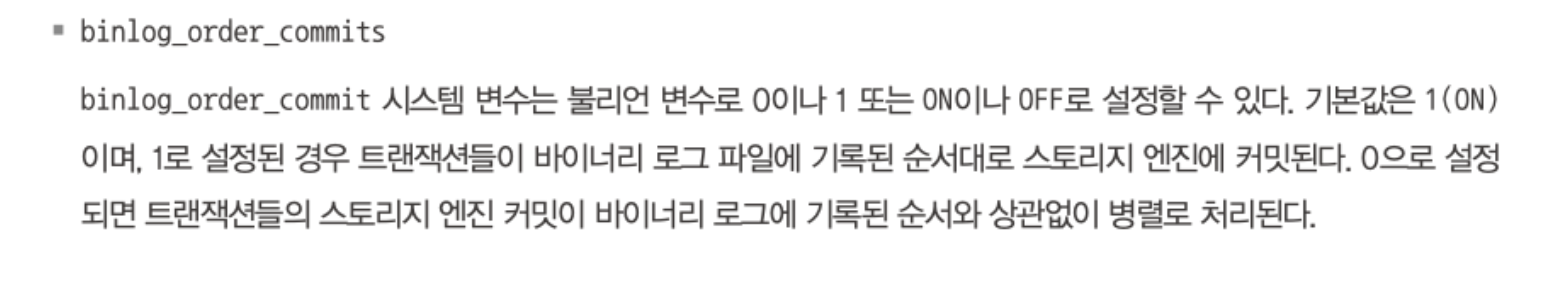 ▪ binlog_order_commits
binlog_order_commit 시스템 변수는 불리언 변수로 0이나 1 또는 ON이나 OFF로 설정할 수 있다. 기본값은 1(ON)
이며, 1로 설정된 경우 트랜잭션들이 바이너리 로그 파일에 기록된 순서대로 스토리지 엔진에 커밋된다. 0으로 설정
되면 트랜잭션들의 스토리지 엔진 커밋이 바이너리 로그에 기록된 순서와 상관없이 병렬로 처리된다.